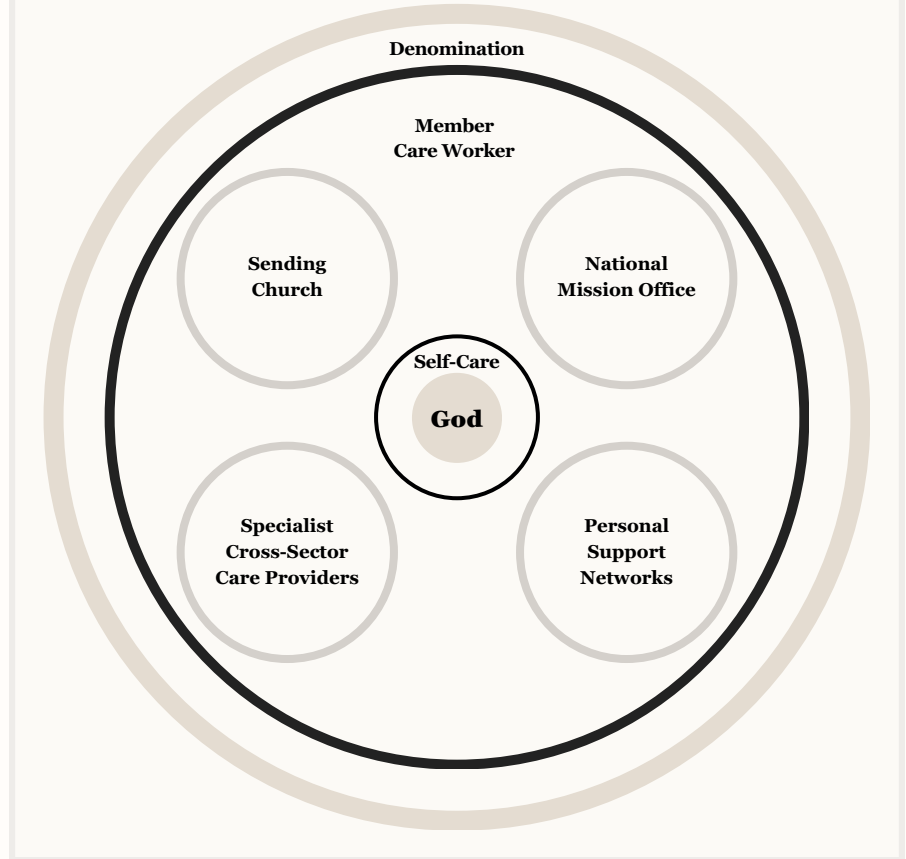 Denomination
Member
Care Worker
Sending
Church
National
Mission Office
Self-Care
God
Specialist
Cross-Sector
Care Providers
Personal
Support
Networks